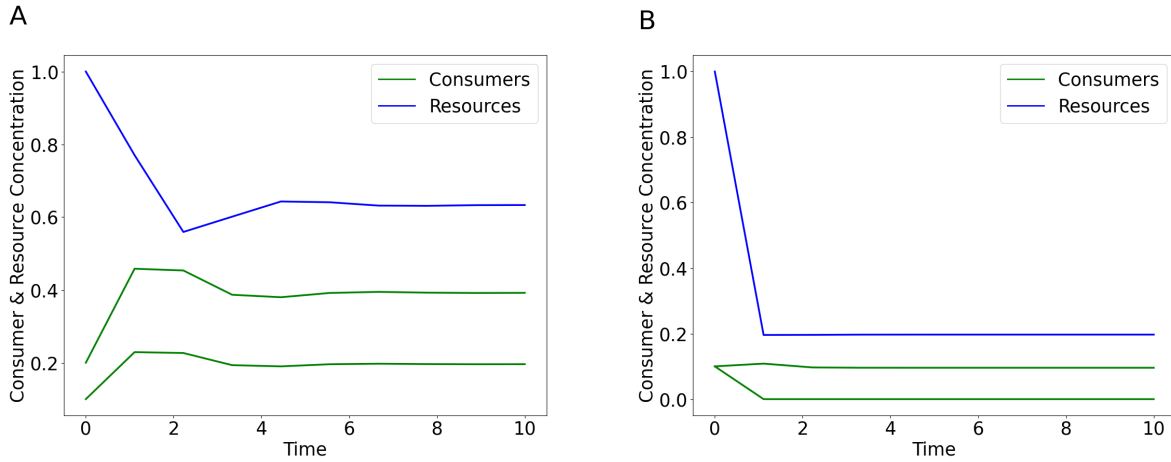 A
Consumer & Resource Concentration
1.0
0.8
0.6
0.4
0.2
0 2 4 6 8 10
Time
Consumers
Resources
B
Consumer & Resource Concentration
1.0
0.8
0.6
0.4
0.2
0.0
0 2 4 6 8 10
Time
Consumers
Resources